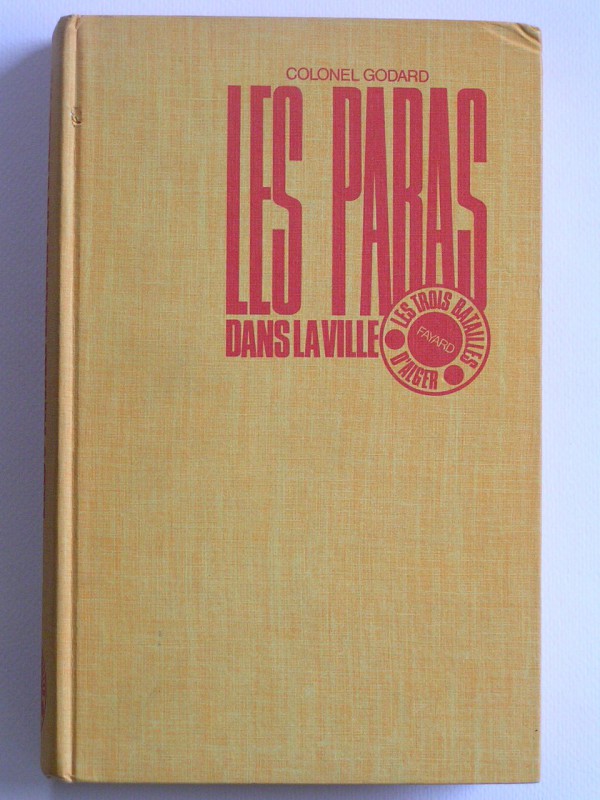 COLONEL GODARD
LES PARAS
DANS LA VILLE
LES TROIS BATAILLES
D'ALGER
FAYARD